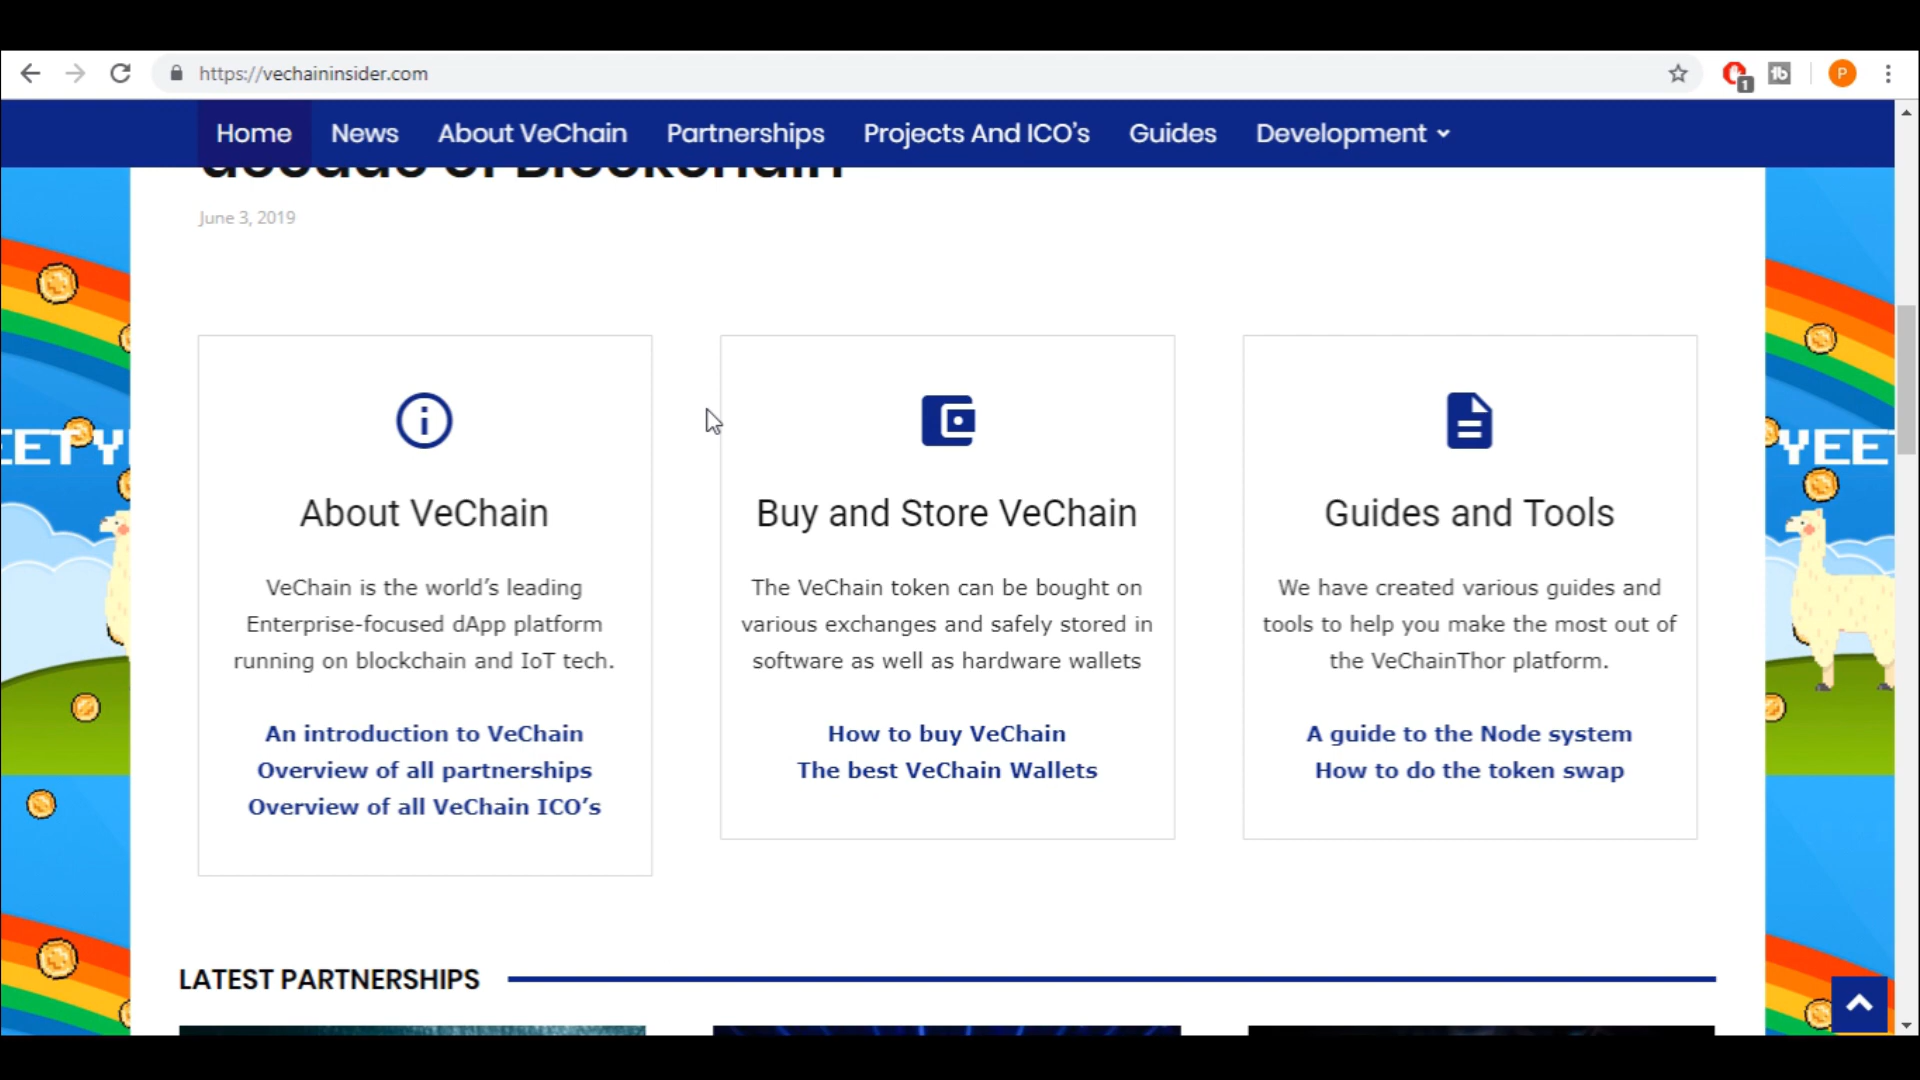 https://vechaininsider.com
1
P
Home News About VeChain Partnerships Projects And ICO's Guides Development
decade of Blockchain
June 3, 2019
About VeChain
VeChain is the world’s leading
Enterprise-focused dApp platform
running on blockchain and IoT tech.
An introduction to VeChain
Overview of all partnerships
Overview of all VeChain ICO’s
Buy and Store VeChain
The VeChain token can be bought on
various exchanges and safely stored in
software as well as hardware wallets
How to buy VeChain
The best VeChain Wallets
Guides and Tools
We have created various guides and
tools to help you make the most out of
the VeChainThor platform.
A guide to the Node system
How to do the token swap
YEET
LATEST PARTNERSHIPS